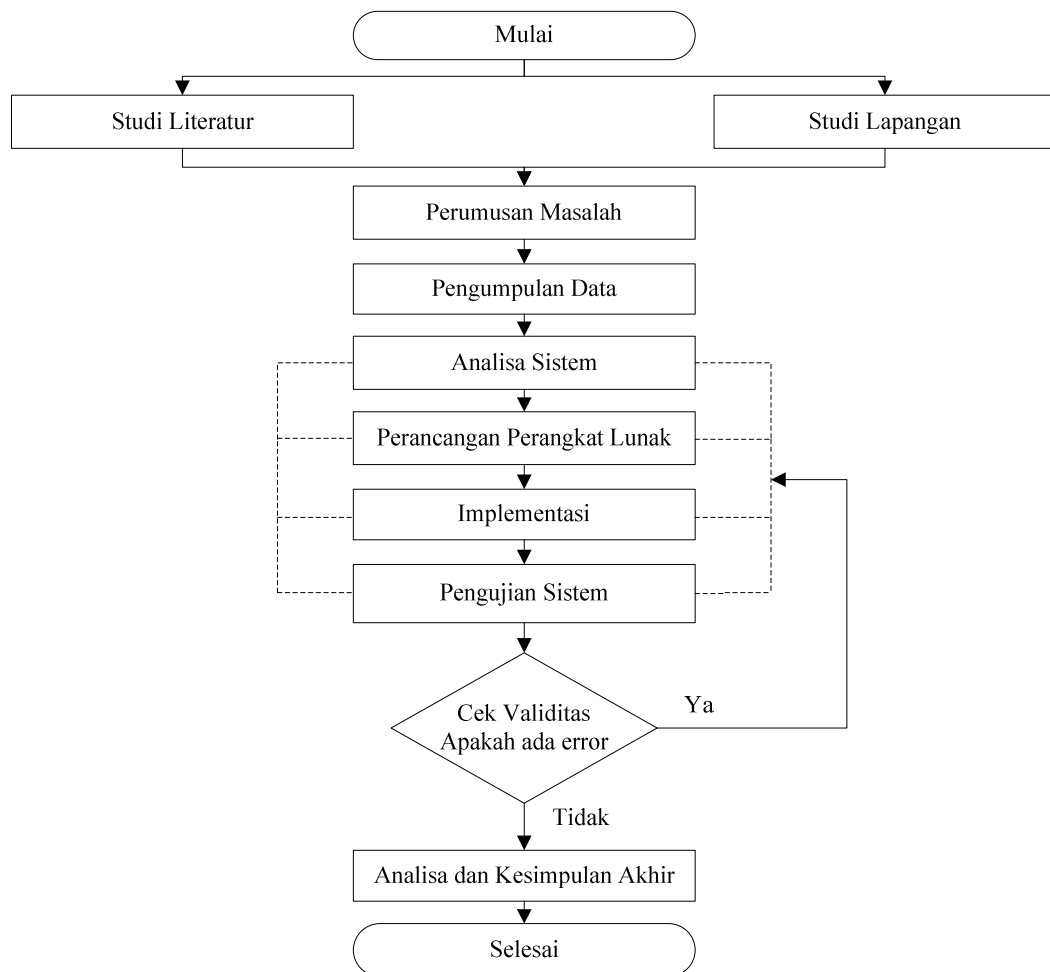 Mulai
Studi Literatur
Studi Lapangan
Perumusan Masalah
Pengumpulan Data
Analisa Sistem
Perancangan Perangkat Lunak
Implementasi
Pengujian Sistem
Cek Validitas
Apakah ada error
Ya
Tidak
Analisa dan Kesimpulan Akhir
Selesai